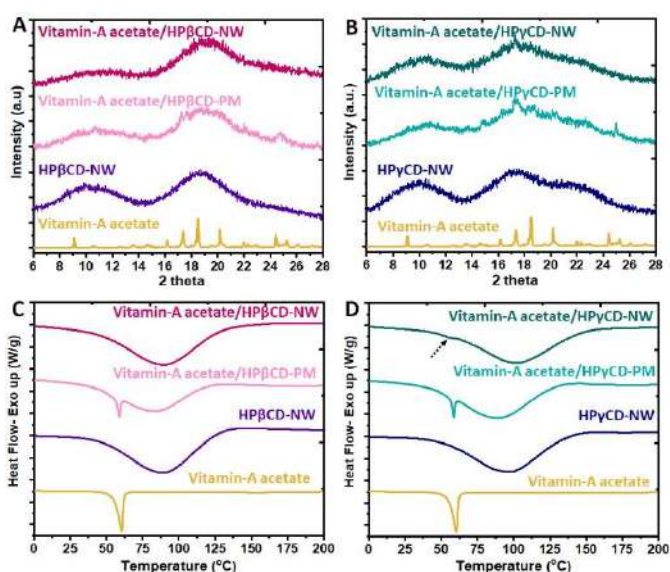 A
Vitamin-A acetate/HPβCD-NW
Vitamin-A acetate/HPβCD-PM
HPβCD-NW
Vitamin-A acetate
Intensity (a.u)
6 8 10 12 14 16 18 20 22 24 26 28
2 theta
B
Vitamin-A acetate/HPγCD-NW
Vitamin-A acetate/HPγCD-PM
HPγCD-NW
Vitamin-A acetate
Intensity (a.u.)
6 8 10 12 14 16 18 20 22 24 26 28
2 theta
C
Vitamin-A acetate/HPβCD-NW
Vitamin-A acetate/HPβCD-PM
HPβCD-NW
Vitamin-A acetate
Heat Flow- Exo up (W/g)
0 25 50 75 100 125 150 175 200
Temperature (°C)
D
Vitamin-A acetate/HPγCD-NW
Vitamin-A acetate/HPγCD-PM
HPγCD-NW
Vitamin-A acetate
Heat Flow- Exo up (W/g)
0 25 50 75 100 125 150 175 200
Temperature (°C)